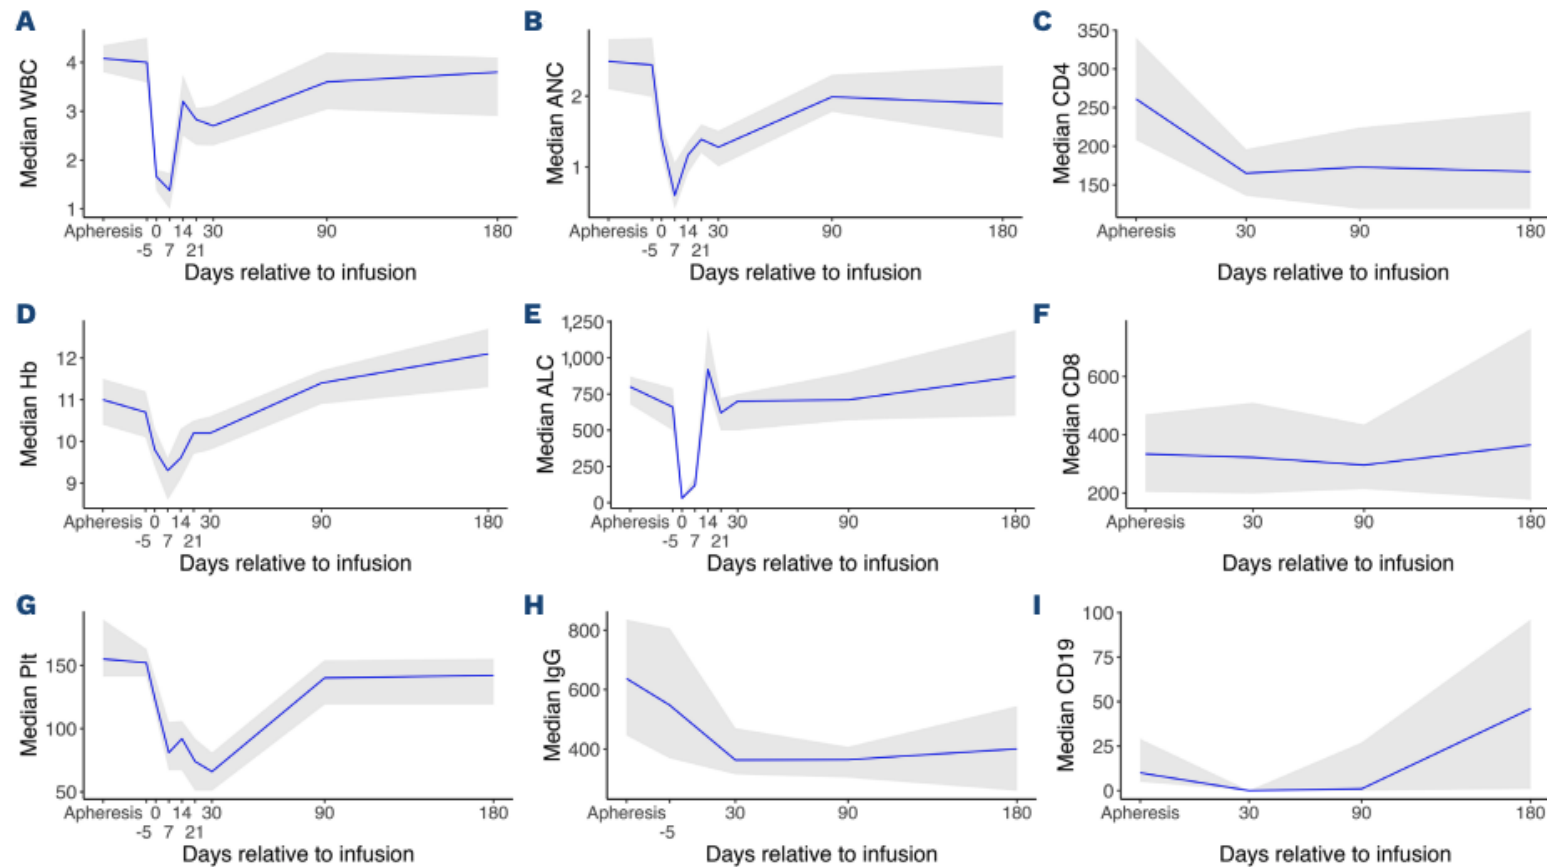 A
Median WBC
4
3
2
1
Apheresis 0 14 30 90 180
-5 7 21
Days relative to infusion
B
Median ANC
2
1
Apheresis 0 14 30 90 180
-5 7 21
Days relative to infusion
C
Median CD4
350
300
250
200
150
Apheresis 30 90 180
Days relative to infusion
D
Median Hb
12
11
10
9
Apheresis 0 14 30 90 180
-5 7 21
Days relative to infusion
E
Median ALC
1,250
1,000
750
500
250
0
Apheresis 0 14 30 90 180
-5 7 21
Days relative to infusion
F
Median CD8
600
400
200
Apheresis 30 90 180
Days relative to infusion
G
Median Plt
150
100
50
Apheresis 0 14 30 90 180
-5 7 21
Days relative to infusion
H
Median IgG
800
600
400
Apheresis 30 90 180
-5
Days relative to infusion
I
Median CD19
100
75
50
25
0
Apheresis 30 90 180
Days relative to infusion